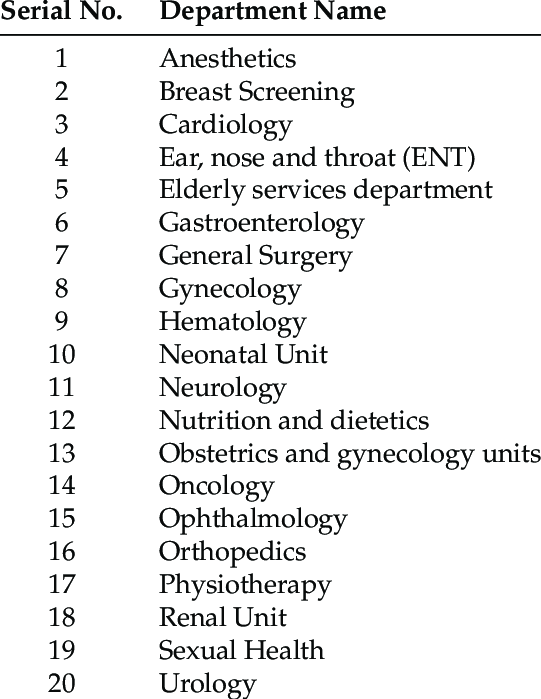 Serial No. Department Name
1 Anesthetics
2 Breast Screening
3 Cardiology
4 Ear, nose and throat (ENT)
5 Elderly services department
6 Gastroenterology
7 General Surgery
8 Gynecology
9 Hematology
10 Neonatal Unit
11 Neurology
12 Nutrition and dietetics
13 Obstetrics and gynecology units
14 Oncology
15 Ophthalmology
16 Orthopedics
17 Physiotherapy
18 Renal Unit
19 Sexual Health
20 Urology